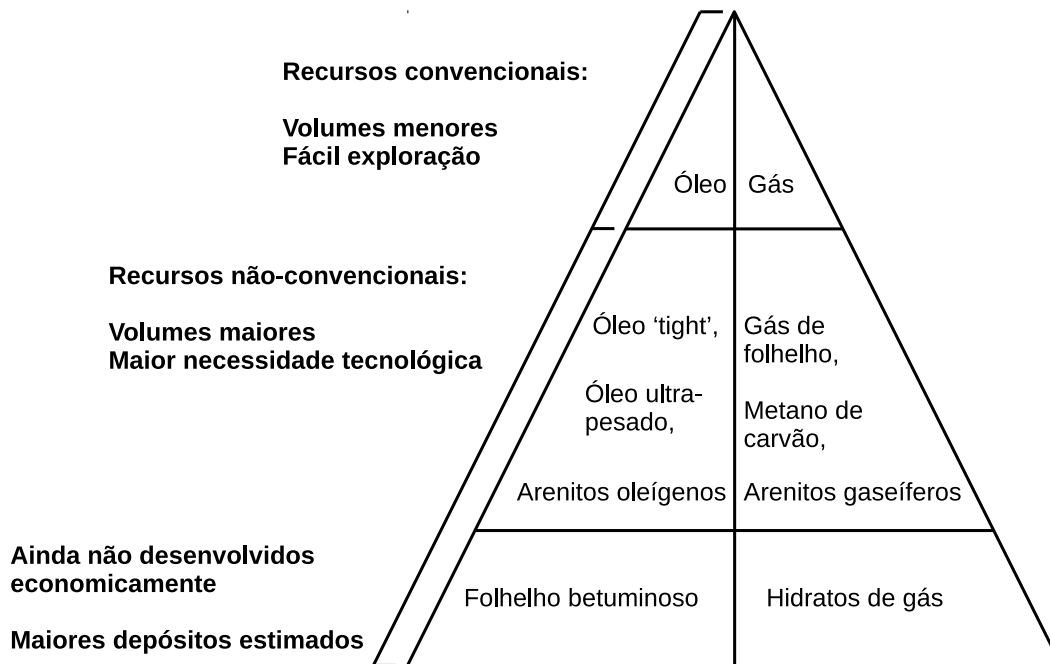 Recursos convencionais:
Volumes menores
Fácil exploração
Óleo
Gás
Recursos não-convencionais:
Volumes maiores
Maior necessidade tecnológica
Óleo ‘tight’,
Óleo ultra-
pesado,
Arenitos oleígenos
Gás de
folhelho,
Metano de
carvão,
Arenitos gaseíferos
Ainda não desenvolvidos
economicamente
Maiores depósitos estimados
Folhelho betuminoso
Hidratos de gás